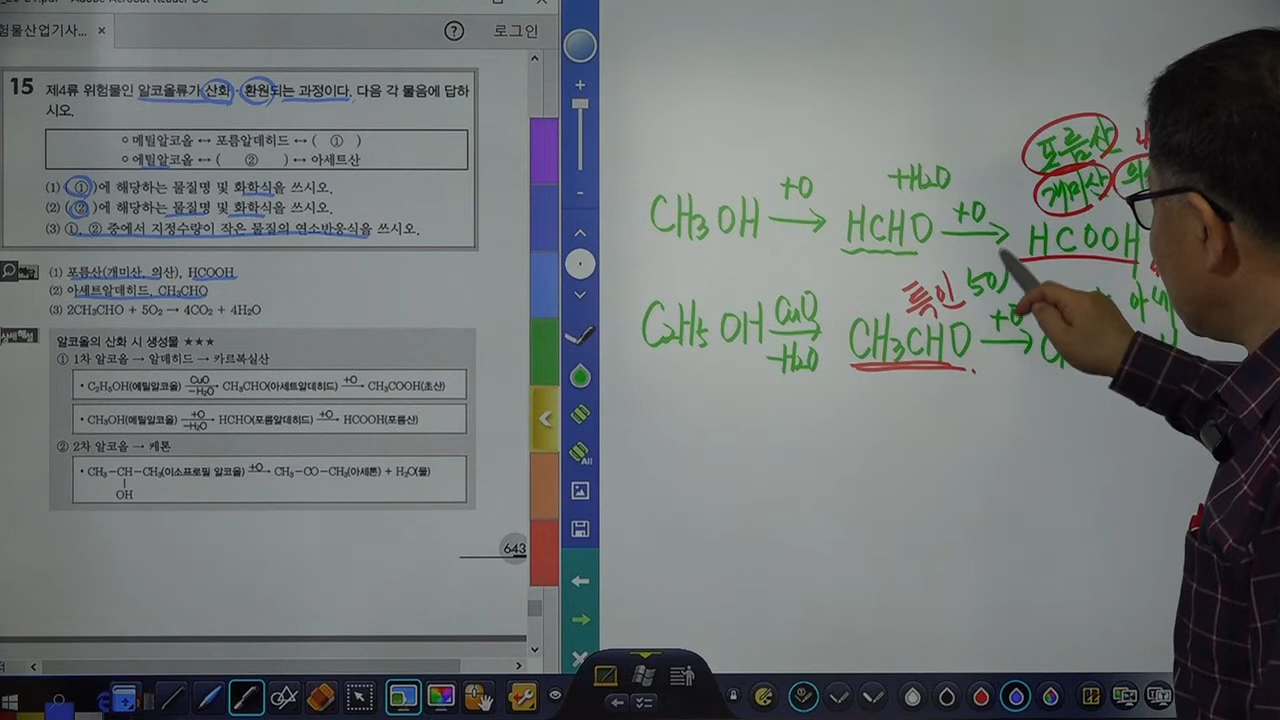 험물산업기사... ×
로그인
15 제4류 위험물인 알코올류가 산화·환원되는 과정이다. 다음 각 물음에 답하
시오.
○ 메틸알코올 ↔ 포름알데히드 ↔ ( ① )
○ 에틸알코올 ↔ ( ② ) ↔ 아세트산
(1) ( ① )에 해당하는 물질명 및 화학식을 쓰시오.
(2) ( ② )에 해당하는 물질명 및 화학식을 쓰시오.
(3) ①, ② 중에서 지정수량이 작은 물질의 연소반응식을 쓰시오.
(1) 포름산(개미산, 의산), HCOOH
(2) 아세트알데히드, CH₃CHO
(3) 2CH₃CHO + 5O₂ → 4CO₂ + 4H₂O
알코올의 산화 시 생성물 ★★★
① 1차 알코올 → 알데히드 → 카르복실산
• C₂H₅OH(에틸알코올) CuO −H₂O → CH₃CHO(아세트알데히드) +O → CH₃COOH(초산)
• CH₃OH(메틸알코올) +O −H₂O → HCHO(포름알데히드) +O → HCOOH(포름산)
② 2차 알코올 → 케톤
• CH₃−CH−CH₃(이소프로필 알코올) +O → CH₃−CO−CH₃(아세톤) + H₂O(물)
OH
643
포름산
개미산
+H₂O
CH₃OH +O → HCHO +O → HCOOH
특인 50
C₂H₅OH CuO −H₂O → CH₃CHO +O →
All